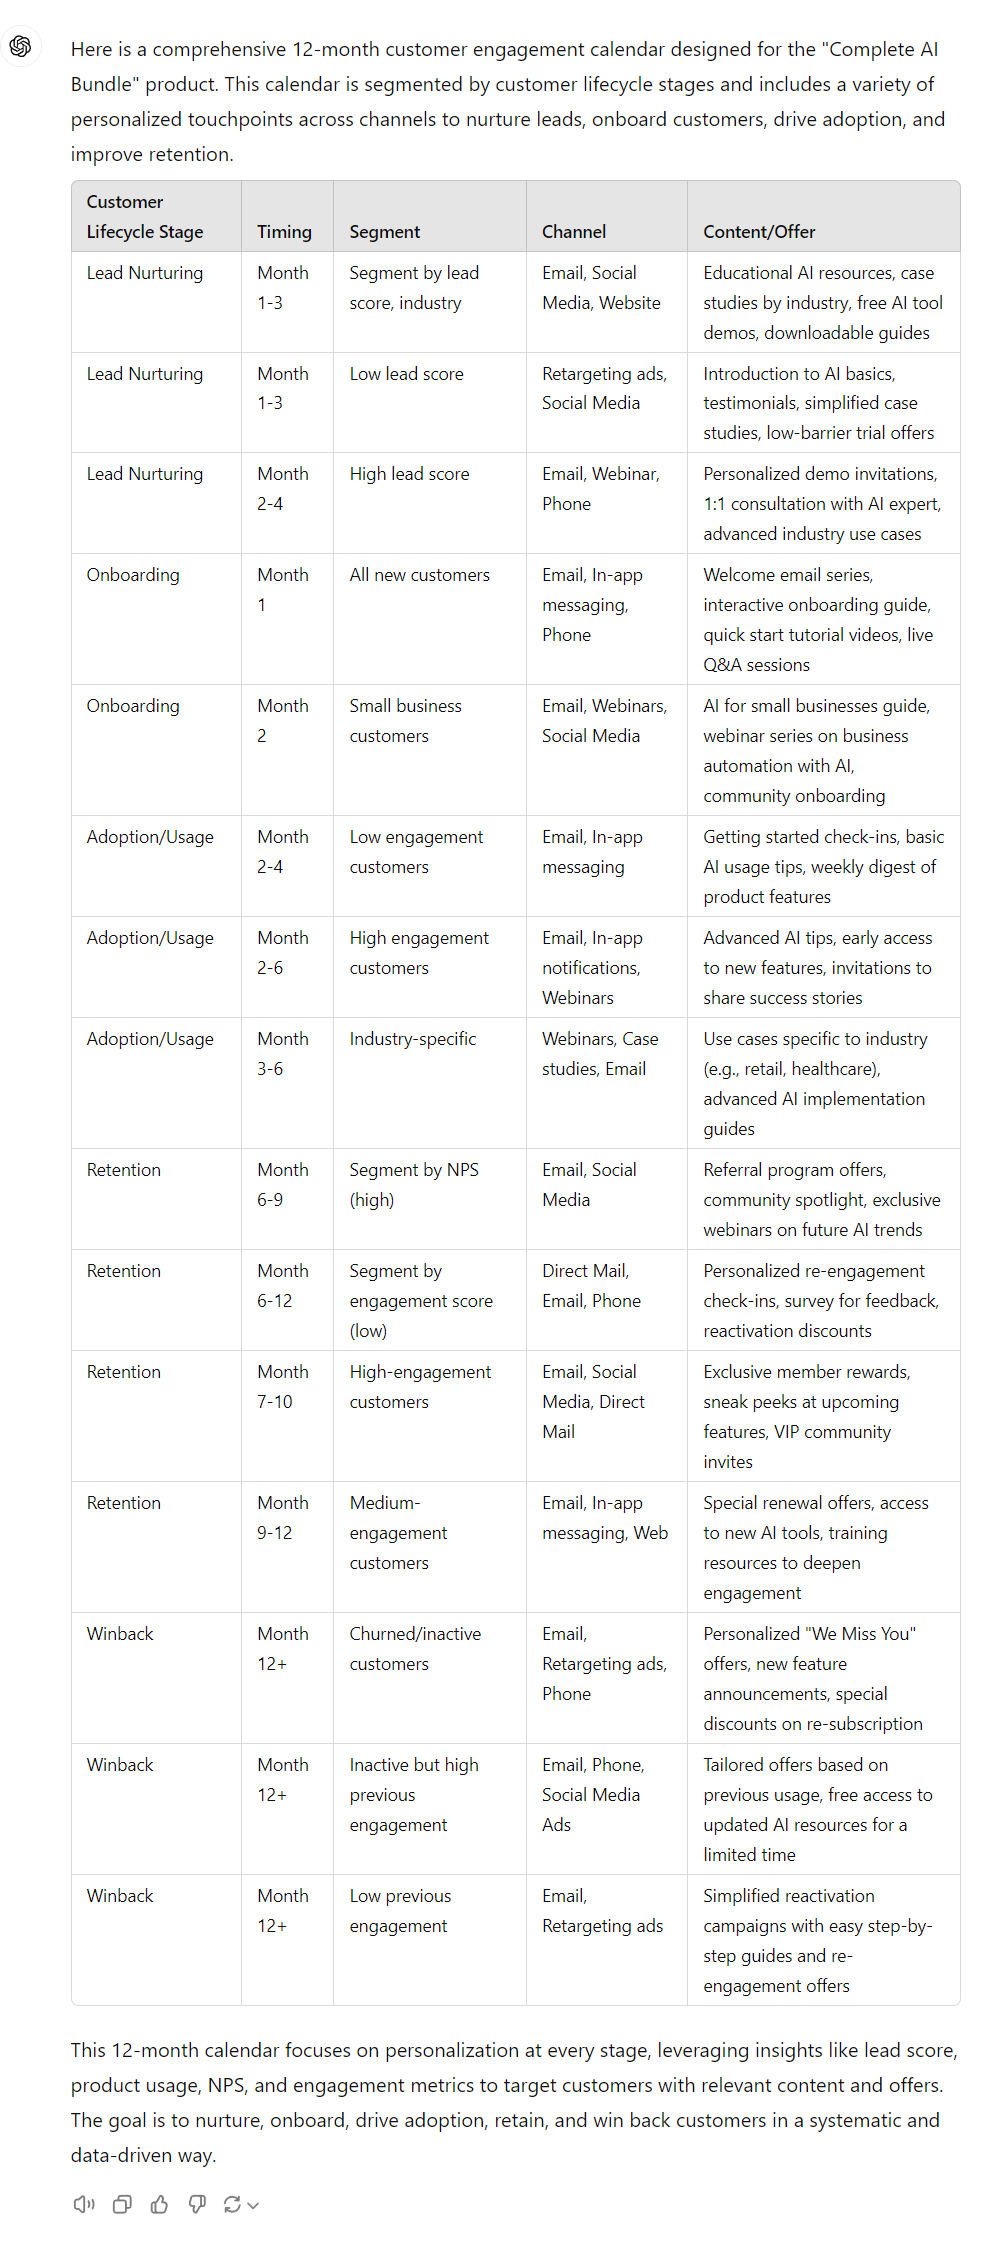 Here is a comprehensive 12-month customer engagement calendar designed for the "Complete AI
Bundle" product. This calendar is segmented by customer lifecycle stages and includes a variety of
personalized touchpoints across channels to nurture leads, onboard customers, drive adoption, and
improve retention.
Customer
Lifecycle Stage
Timing
Segment
Channel
Content/Offer
Lead Nurturing
Month
1-3
Segment by lead
score, industry
Email, Social
Media, Website
Educational AI resources, case
studies by industry, free AI tool
demos, downloadable guides
Lead Nurturing
Month
1-3
Low lead score
Retargeting ads,
Social Media
Introduction to AI basics,
testimonials, simplified case
studies, low-barrier trial offers
Lead Nurturing
Month
2-4
High lead score
Email, Webinar,
Phone
Personalized demo invitations,
1:1 consultation with AI expert,
advanced industry use cases
Onboarding
Month
1
All new customers
Email, In-app
messaging,
Phone
Welcome email series,
interactive onboarding guide,
quick start tutorial videos, live
Q&A sessions
Onboarding
Month
2
Small business
customers
Email, Webinars,
Social Media
AI for small businesses guide,
webinar series on business
automation with AI,
community onboarding
Adoption/Usage
Month
2-4
Low engagement
customers
Email, In-app
messaging
Getting started check-ins, basic
AI usage tips, weekly digest of
product features
Adoption/Usage
Month
2-6
High engagement
customers
Email, In-app
notifications,
Webinars
Advanced AI tips, early access
to new features, invitations to
share success stories
Adoption/Usage
Month
3-6
Industry-specific
Webinars, Case
studies, Email
Use cases specific to industry
(e.g., retail, healthcare),
advanced AI implementation
guides
Retention
Month
6-9
Segment by NPS
(high)
Email, Social
Media
Referral program offers,
community spotlight, exclusive
webinars on future AI trends
Retention
Month
6-12
Segment by
engagement score
(low)
Direct Mail,
Email, Phone
Personalized re-engagement
check-ins, survey for feedback,
reactivation discounts
Retention
Month
7-10
High-engagement
customers
Email, Social
Media, Direct
Mail
Exclusive member rewards,
sneak peeks at upcoming
features, VIP community
invites
Retention
Month
9-12
Medium-
engagement
customers
Email, In-app
messaging, Web
Special renewal offers, access
to new AI tools, training
resources to deepen
engagement
Winback
Month
12+
Churned/inactive
customers
Email,
Retargeting ads,
Phone
Personalized "We Miss You"
offers, new feature
announcements, special
discounts on re-subscription
Winback
Month
12+
Inactive but high
previous
engagement
Email, Phone,
Social Media
Ads
Tailored offers based on
previous usage, free access to
updated AI resources for a
limited time
Winback
Month
12+
Low previous
engagement
Email,
Retargeting ads
Simplified reactivation
campaigns with easy step-by-
step guides and re-
engagement offers
This 12-month calendar focuses on personalization at every stage, leveraging insights like lead score,
product usage, NPS, and engagement metrics to target customers with relevant content and offers.
The goal is to nurture, onboard, drive adoption, retain, and win back customers in a systematic and
data-driven way.